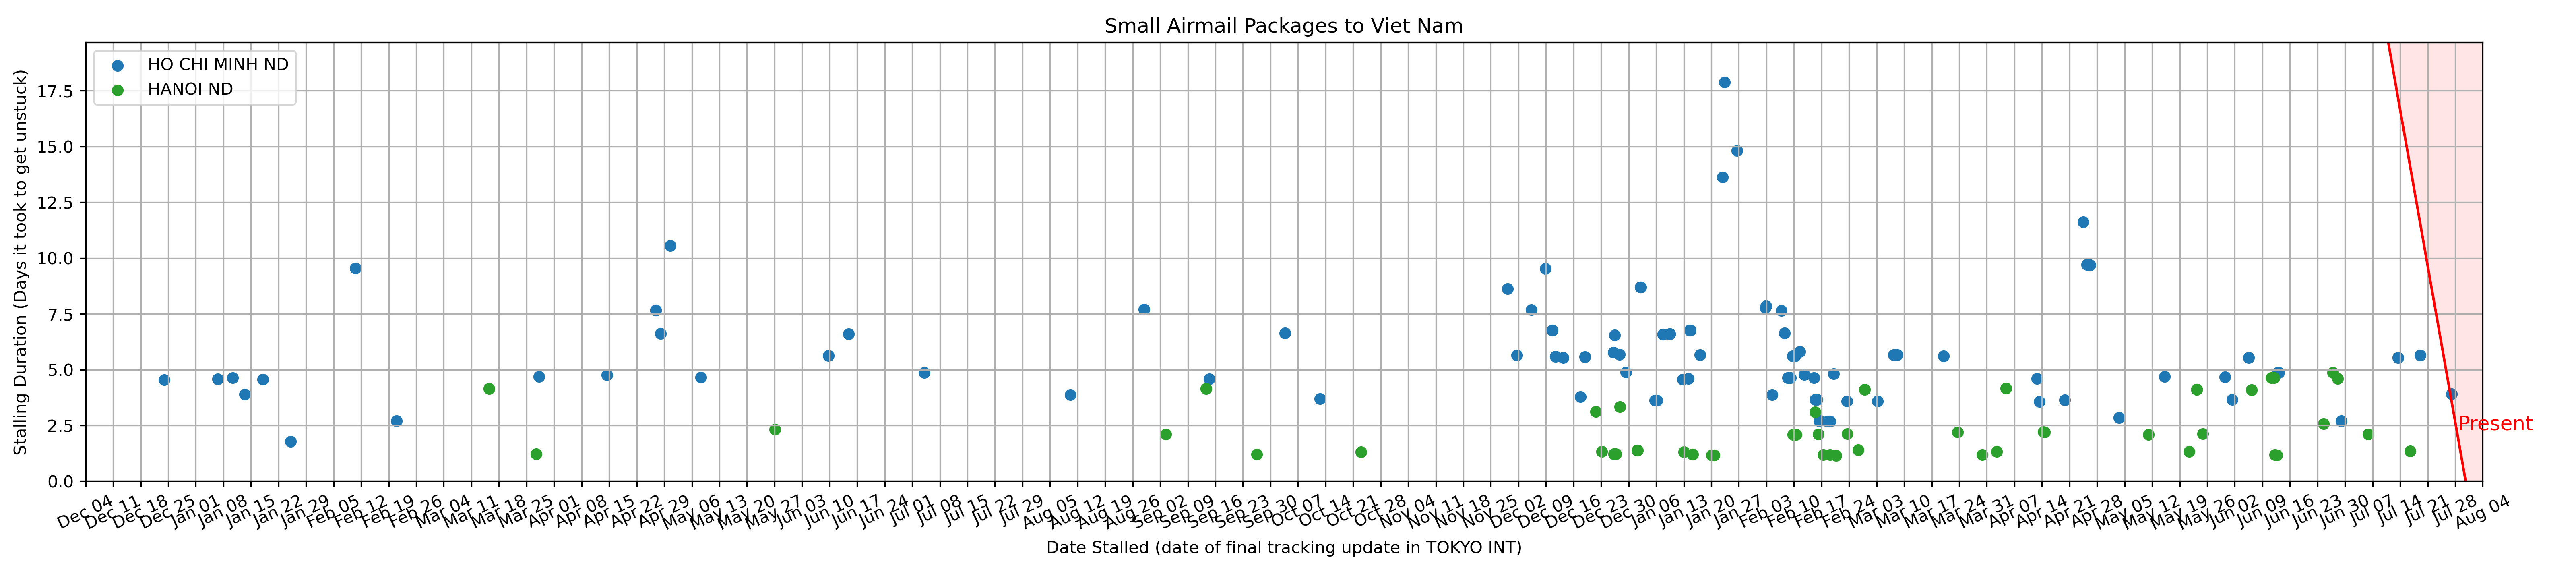 Small Airmail Packages to Viet Nam
HO CHI MINH ND
HANOI ND
Stalling Duration (Days it took to get unstuck)
17.5
15.0
12.5
10.0
7.5
5.0
2.5
0.0
Present
Dec 04 Dec 11 Dec 18 Dec 25 Jan 01 Jan 08 Jan 15 Jan 22 Jan 29 Feb 05 Feb 12 Feb 19 Feb 26 Mar 04 Mar 11 Mar 18 Mar 25 Apr 01 Apr 08 Apr 15 Apr 22 Apr 29 May 06 May 13 May 20 May 27 Jun 03 Jun 10 Jun 17 Jun 24 Jul 01 Jul 08 Jul 15 Jul 22 Jul 29 Aug 05 Aug 12 Aug 19 Aug 26 Sep 02 Sep 09 Sep 16 Sep 23 Sep 30 Oct 07 Oct 14 Oct 21 Oct 28 Nov 04 Nov 11 Nov 18 Nov 25 Dec 02 Dec 09 Dec 16 Dec 23 Dec 30 Jan 06 Jan 13 Jan 20 Jan 27 Feb 03 Feb 10 Feb 17 Feb 24 Mar 03 Mar 10 Mar 17 Mar 24 Mar 31 Apr 07 Apr 14 Apr 21 Apr 28 May 05 May 12 May 19 May 26 Jun 02 Jun 09 Jun 16 Jun 23 Jun 30 Jul 07 Jul 14 Jul 21 Jul 28 Aug 04
Date Stalled (date of final tracking update in TOKYO INT)